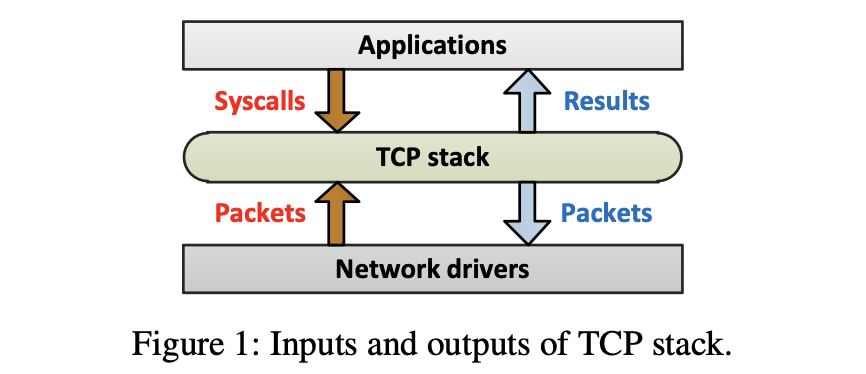 Applications
Syscalls
Results
TCP stack
Packets
Packets
Network drivers
Figure 1: Inputs and outputs of TCP stack.